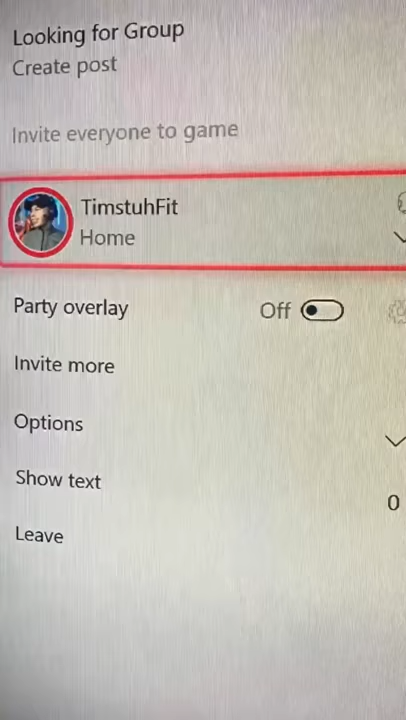 Looking for Group
Create post
Invite everyone to game
TimstuhFit
Home
Party overlay Off
Invite more
Options
Show text
0
Leave